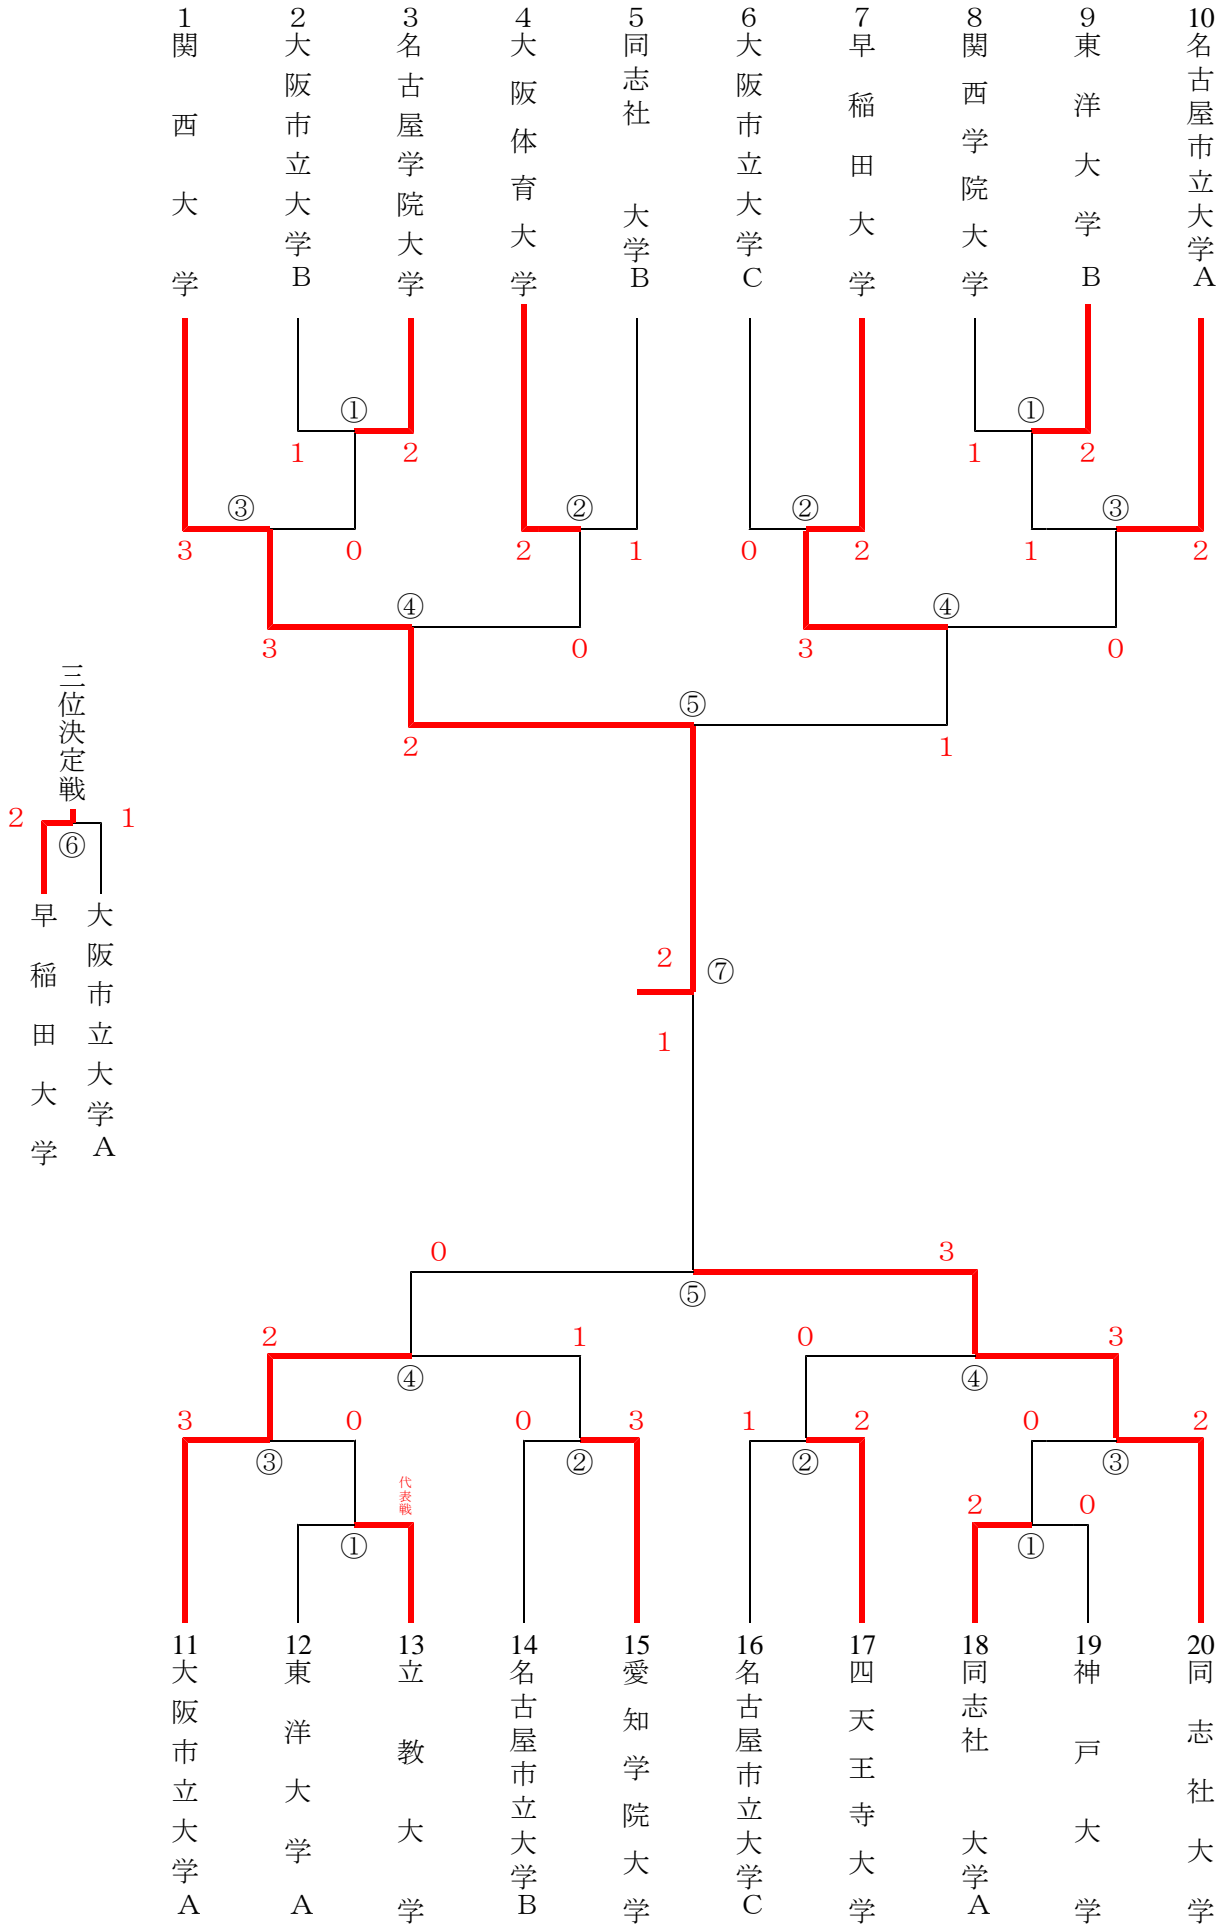 1 2 3 4 5 6 7 8 9 10
関西大学
大阪市立大学B
名古屋学院大学
大阪体育大学
同志社大学B
大阪市立大学C
早稲田大学
関西学院大学
東洋大学B
名古屋市立大学A
① ①
1 2 1 2
③ ② ② ③
3 0 2 1 0 2 1 2
④ ④
3 0 3 0
⑤
2 1
三位決定戦
2 1
⑥
早稲田大学
大阪市立大学A
2 ⑦
1
0 3
⑤
2 1 0 3
④ ④
3 0 0 3 1 2 0 2
③ ② ② ③
代表戦
2 0
① ①
11 12 13 14 15 16 17 18 19 20
大阪市立大学A
東洋大学A
立教大学
名古屋市立大学B
愛知学院大学
名古屋市立大学C
四天王寺大学
同志社大学A
神戸大学
同志社大学